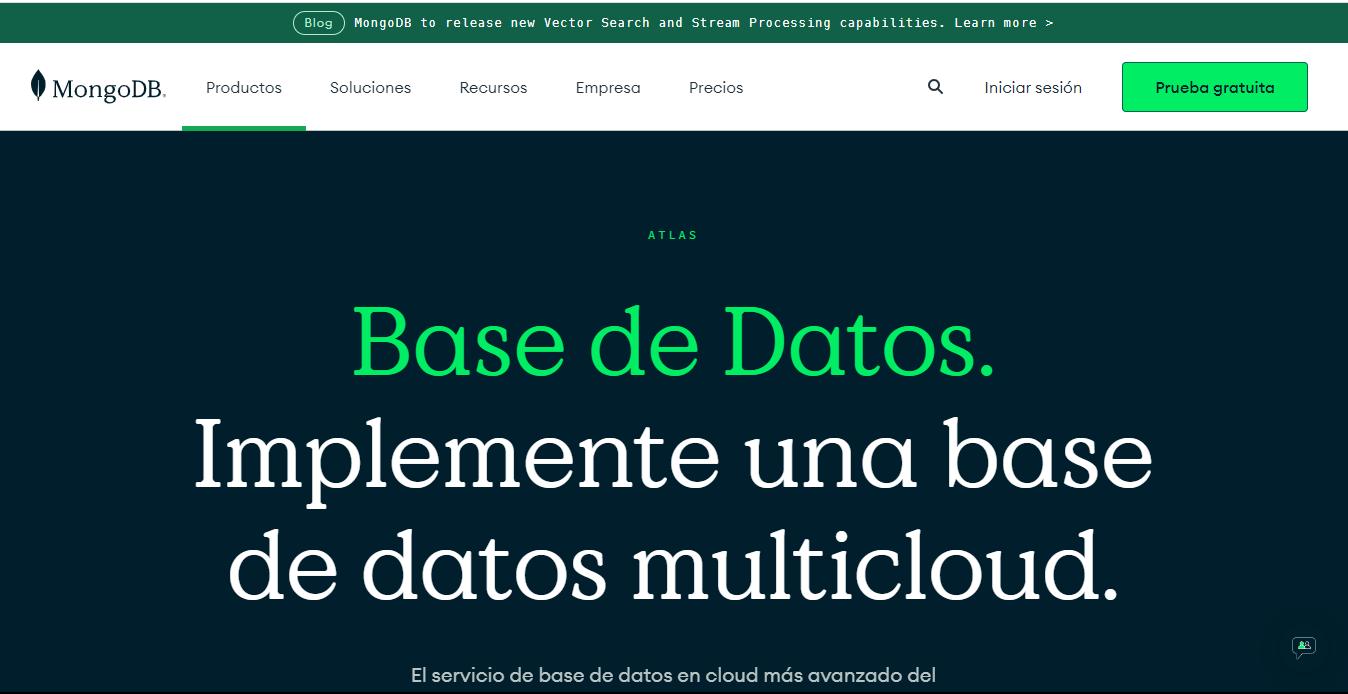 Blog MongoDB to release new Vector Search and Stream Processing capabilities. Learn more >
MongoDB. Productos Soluciones Recursos Empresa Precios Iniciar sesión Prueba gratuita
ATLAS
Base de Datos.
Implemente una base
de datos multicloud.
El servicio de base de datos en cloud más avanzado del